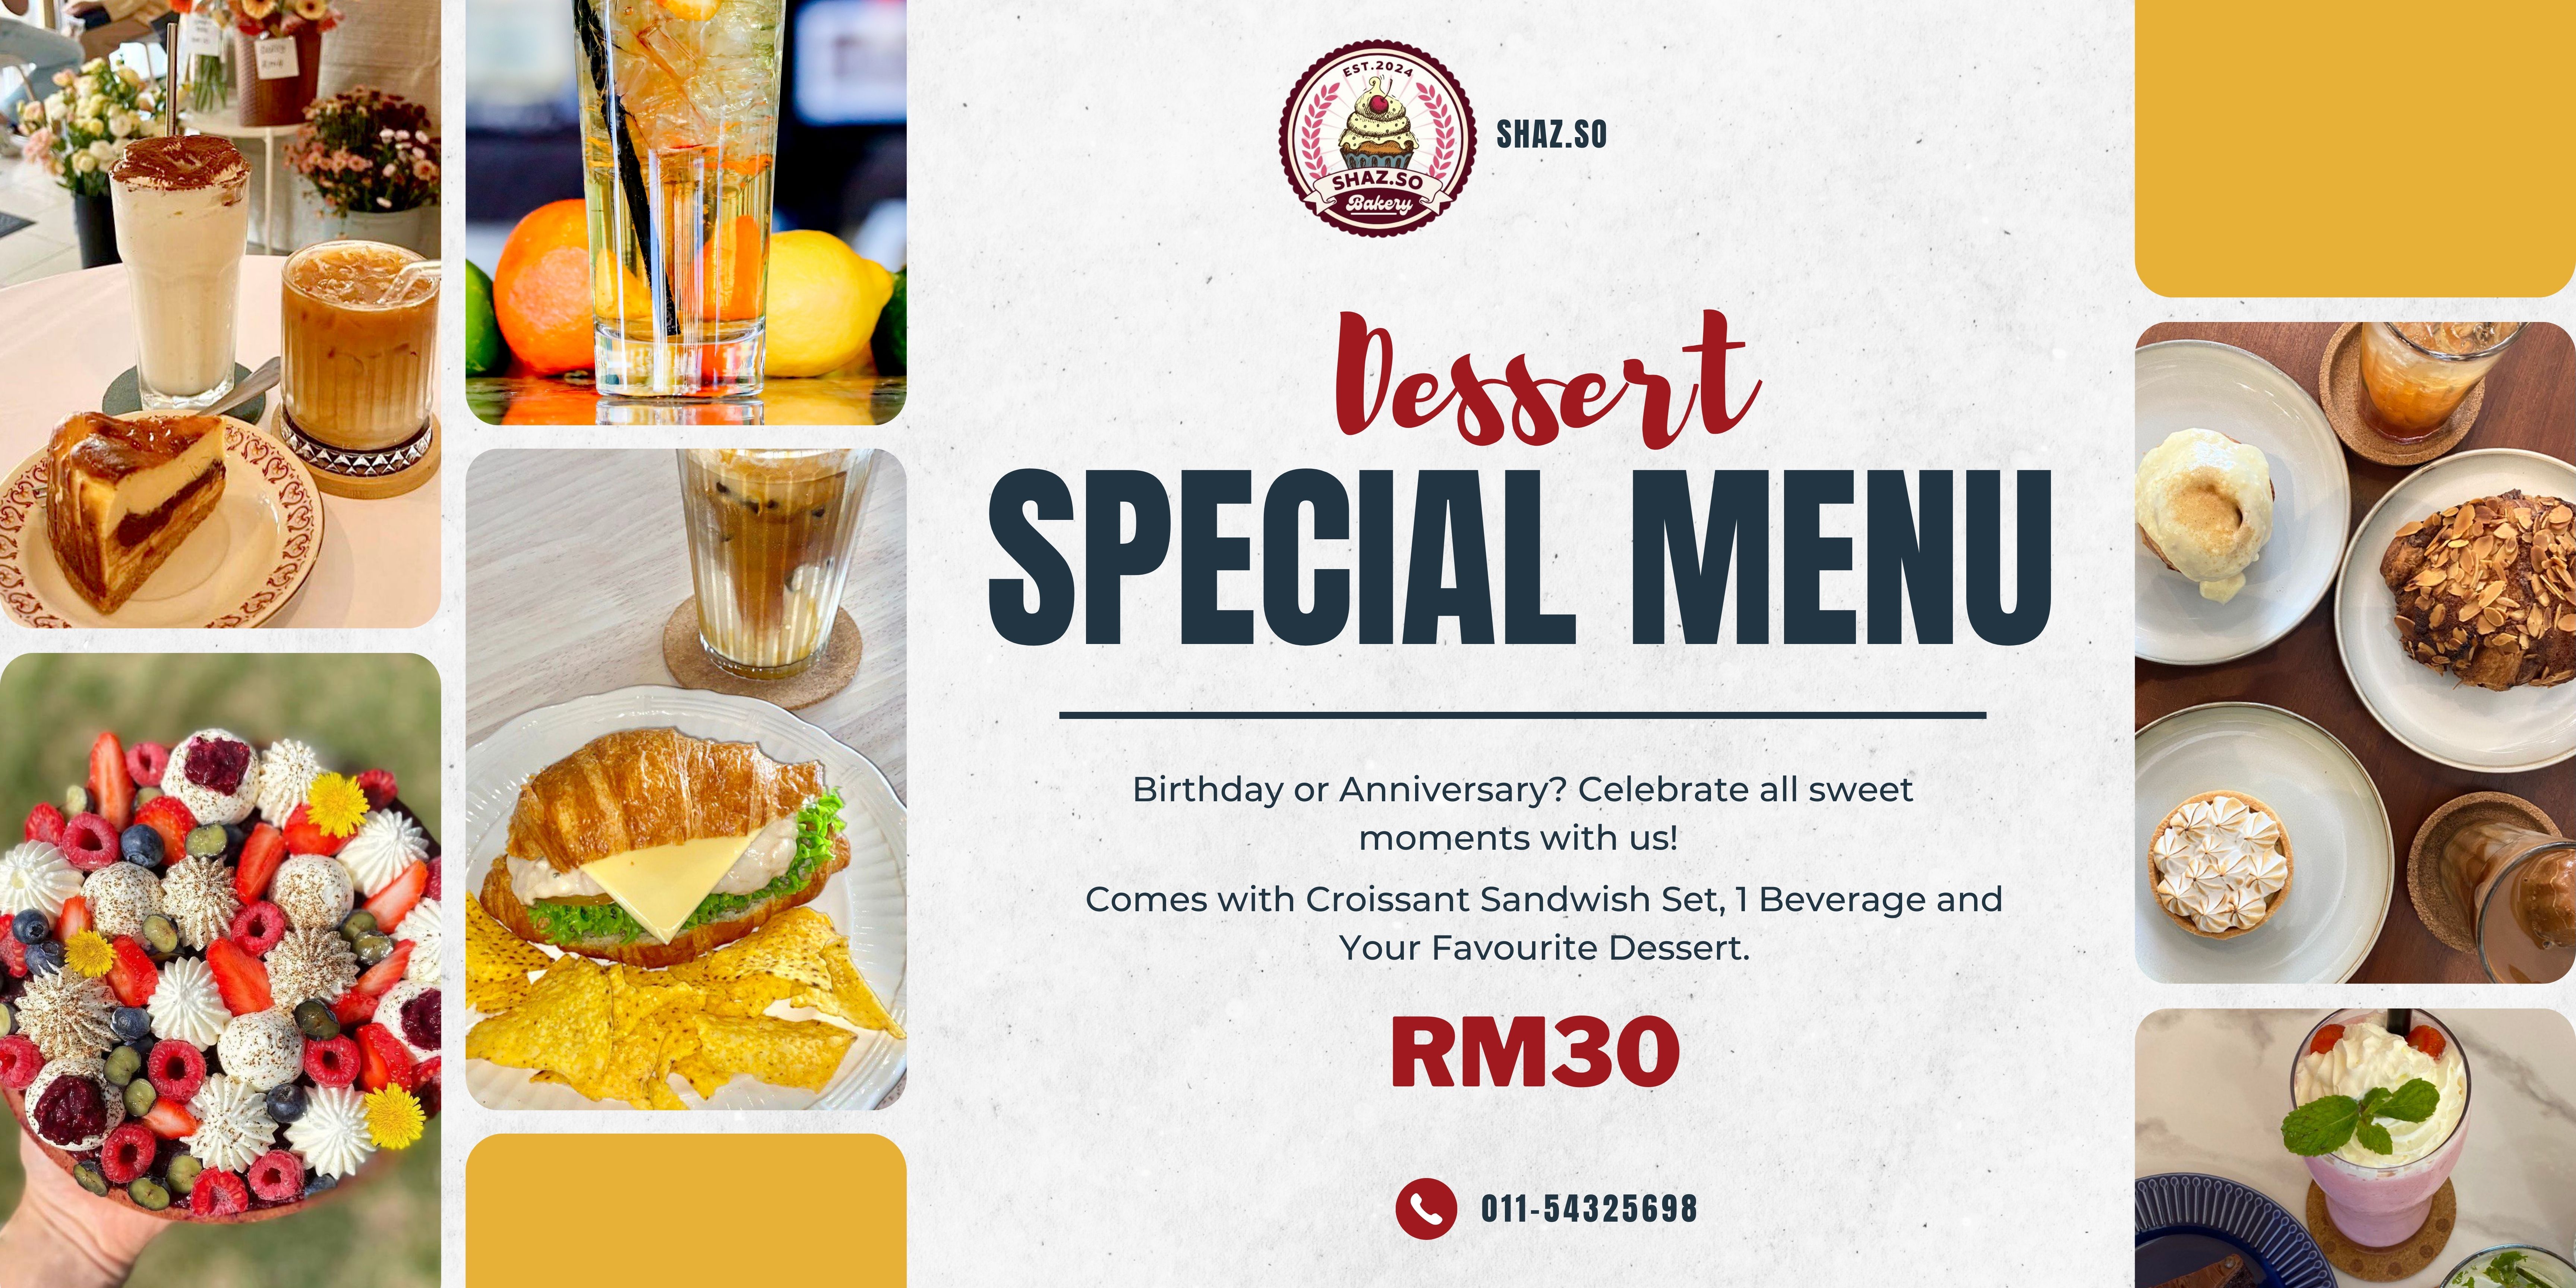 EST.2024
SHAZ.SO
Bakery
SHAZ.SO
Dessert
SPECIAL MENU
Birthday or Anniversary? Celebrate all sweet
moments with us!
Comes with Croissant Sandwish Set, 1 Beverage and
Your Favourite Dessert.
RM30
011-54325698